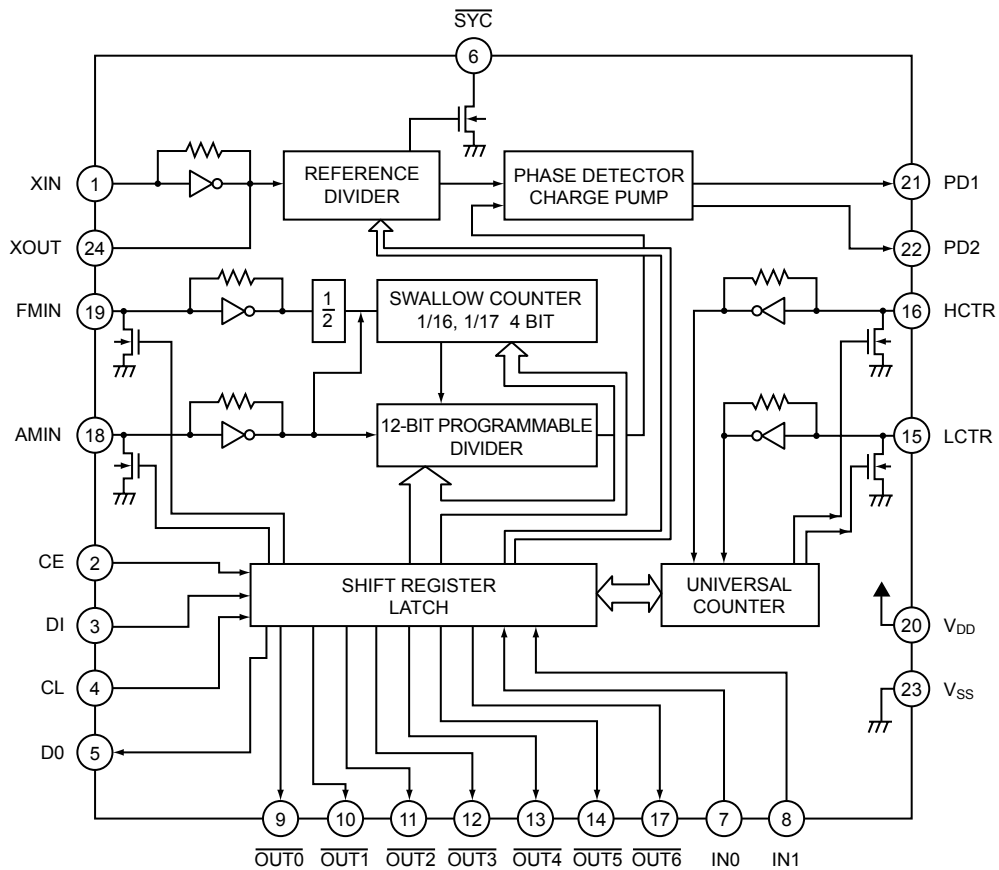 SYC
6
XIN
1
REFERENCE
DIVIDER
PHASE DETECTOR
CHARGE PUMP
21
PD1
XOUT
24
22
PD2
FMIN
19
1
2
SWALLOW COUNTER
1/16, 1/17 4 BIT
16
HCTR
AMIN
18
12-BIT PROGRAMMABLE
DIVIDER
15
LCTR
CE
2
SHIFT REGISTER
LATCH
UNIVERSAL
COUNTER
DI
3
20
VDD
CL
4
23
VSS
D0
5
9
10
11
12
13
14
17
7
8
OUT0
OUT1
OUT2
OUT3
OUT4
OUT5
OUT6
IN0
IN1